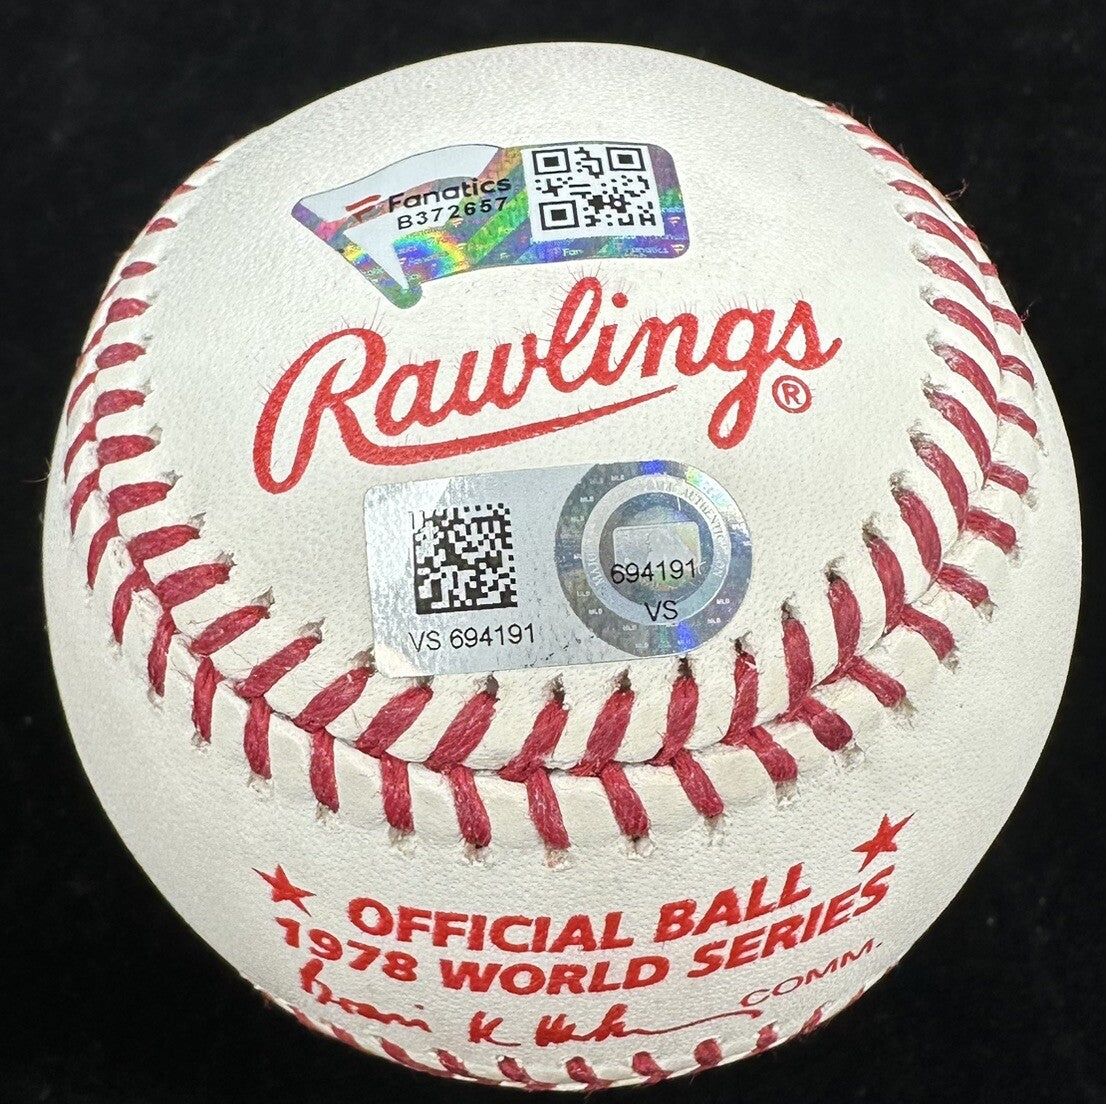 Fanatics
B372657
Rawlings®
694191
VS
VS 694191
OFFICIAL BALL
1978 WORLD SERIES
COMM.